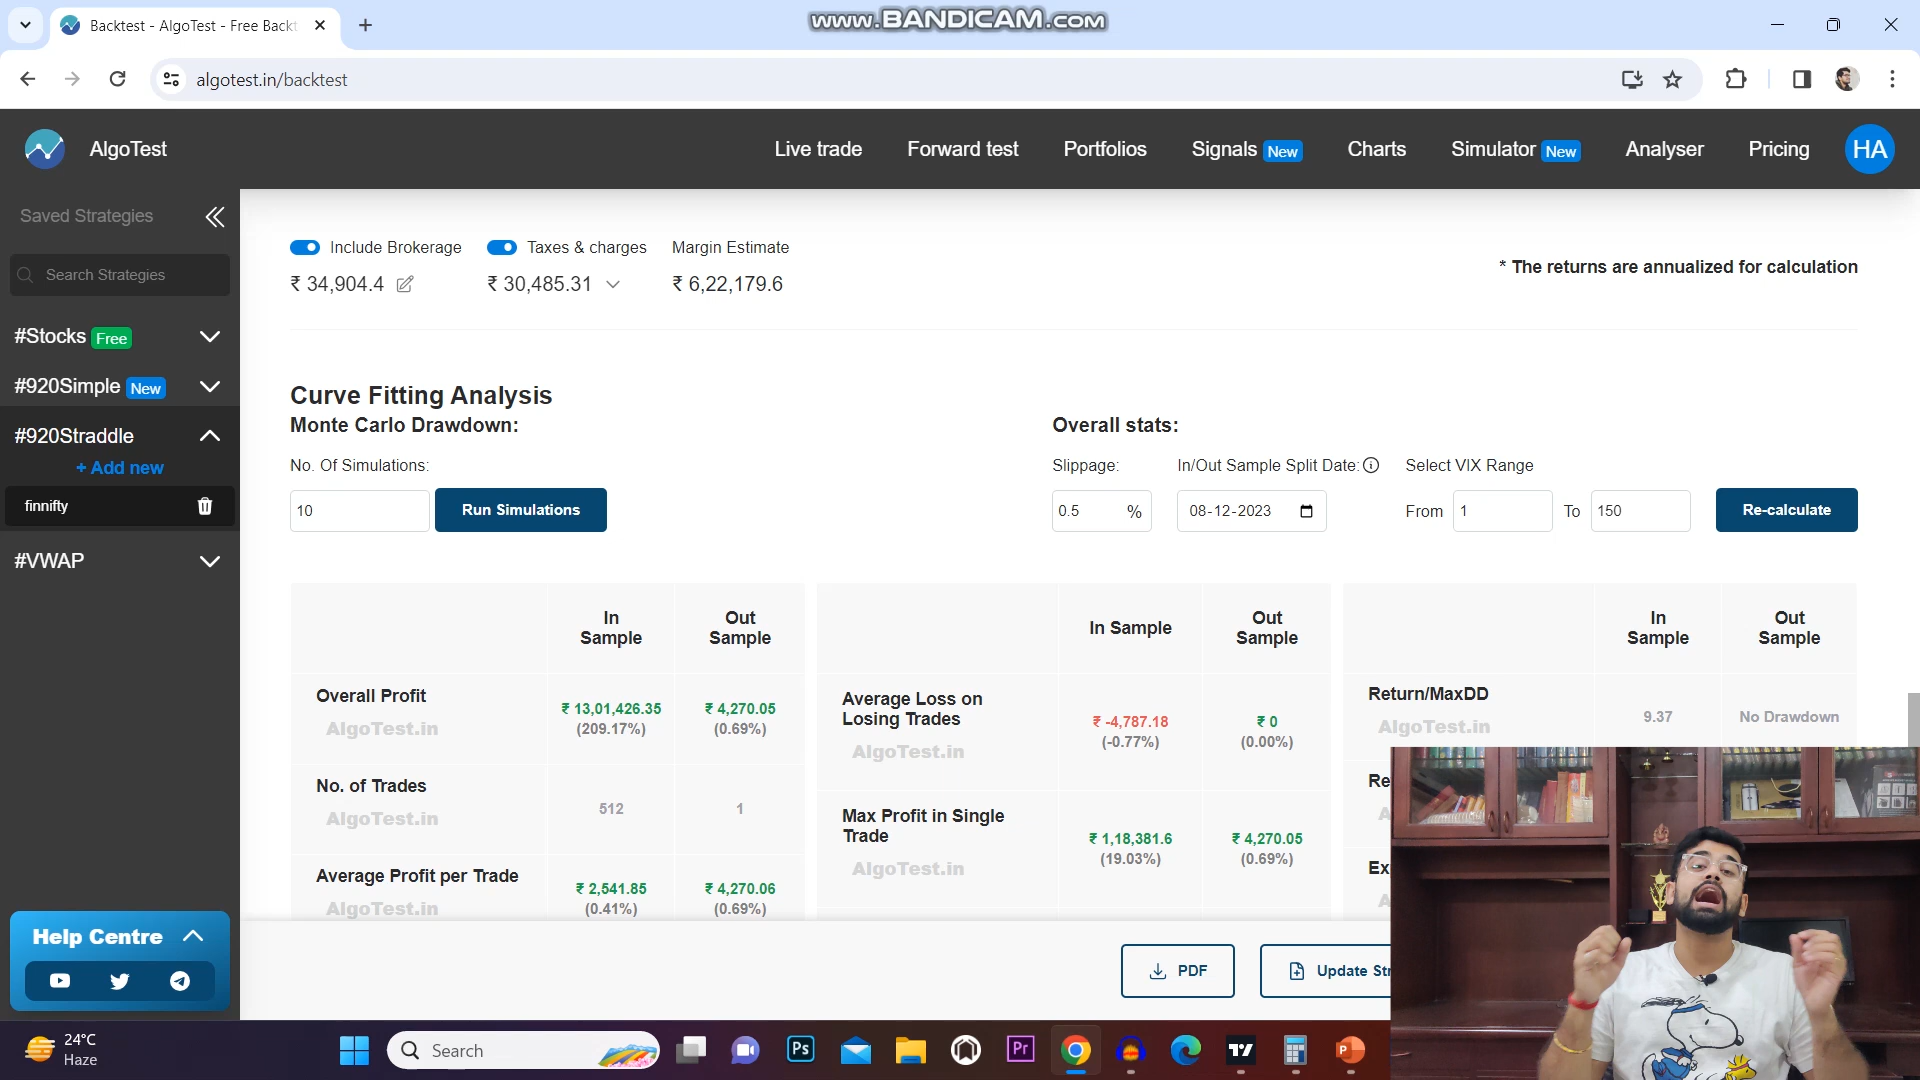 Backtest - AlgoTest - Free Backt
www.BANDICAM.com
algotest.in/backtest
AlgoTest
Live trade
Forward test
Portfolios
Signals New
Charts
Simulator New
Analyser
Pricing
HA
Saved Strategies
Search Strategies
#Stocks Free
#920Simple New
#920Straddle
+ Add new
finnifty
#VWAP
Help Centre
Include Brokerage
Taxes & charges
Margin Estimate
₹ 34,904.4
₹ 30,485.31
₹ 6,22,179.6
* The returns are annualized for calculation
Curve Fitting Analysis
Monte Carlo Drawdown:
No. Of Simulations:
10
Run Simulations
Overall stats:
Slippage:
In/Out Sample Split Date:
Select VIX Range
0.5 %
08-12-2023
From 1 To 150
Re-calculate
In Sample
Out Sample
Overall Profit
AlgoTest.in
₹ 13,01,426.35
(209.17%)
₹ 4,270.05
(0.69%)
No. of Trades
AlgoTest.in
512
1
Average Profit per Trade
AlgoTest.in
₹ 2,541.85
(0.41%)
₹ 4,270.06
(0.69%)
In Sample
Out Sample
Average Loss on
Losing Trades
AlgoTest.in
₹ -4,787.18
(-0.77%)
₹ 0
(0.00%)
Max Profit in Single
Trade
AlgoTest.in
₹ 1,18,381.6
(19.03%)
₹ 4,270.05
(0.69%)
In Sample
Out Sample
Return/MaxDD
AlgoTest.in
9.37
No Drawdown
Re
A
Ex
A
PDF
Update Str
24°C
Haze
Search
Ps
Pr
P